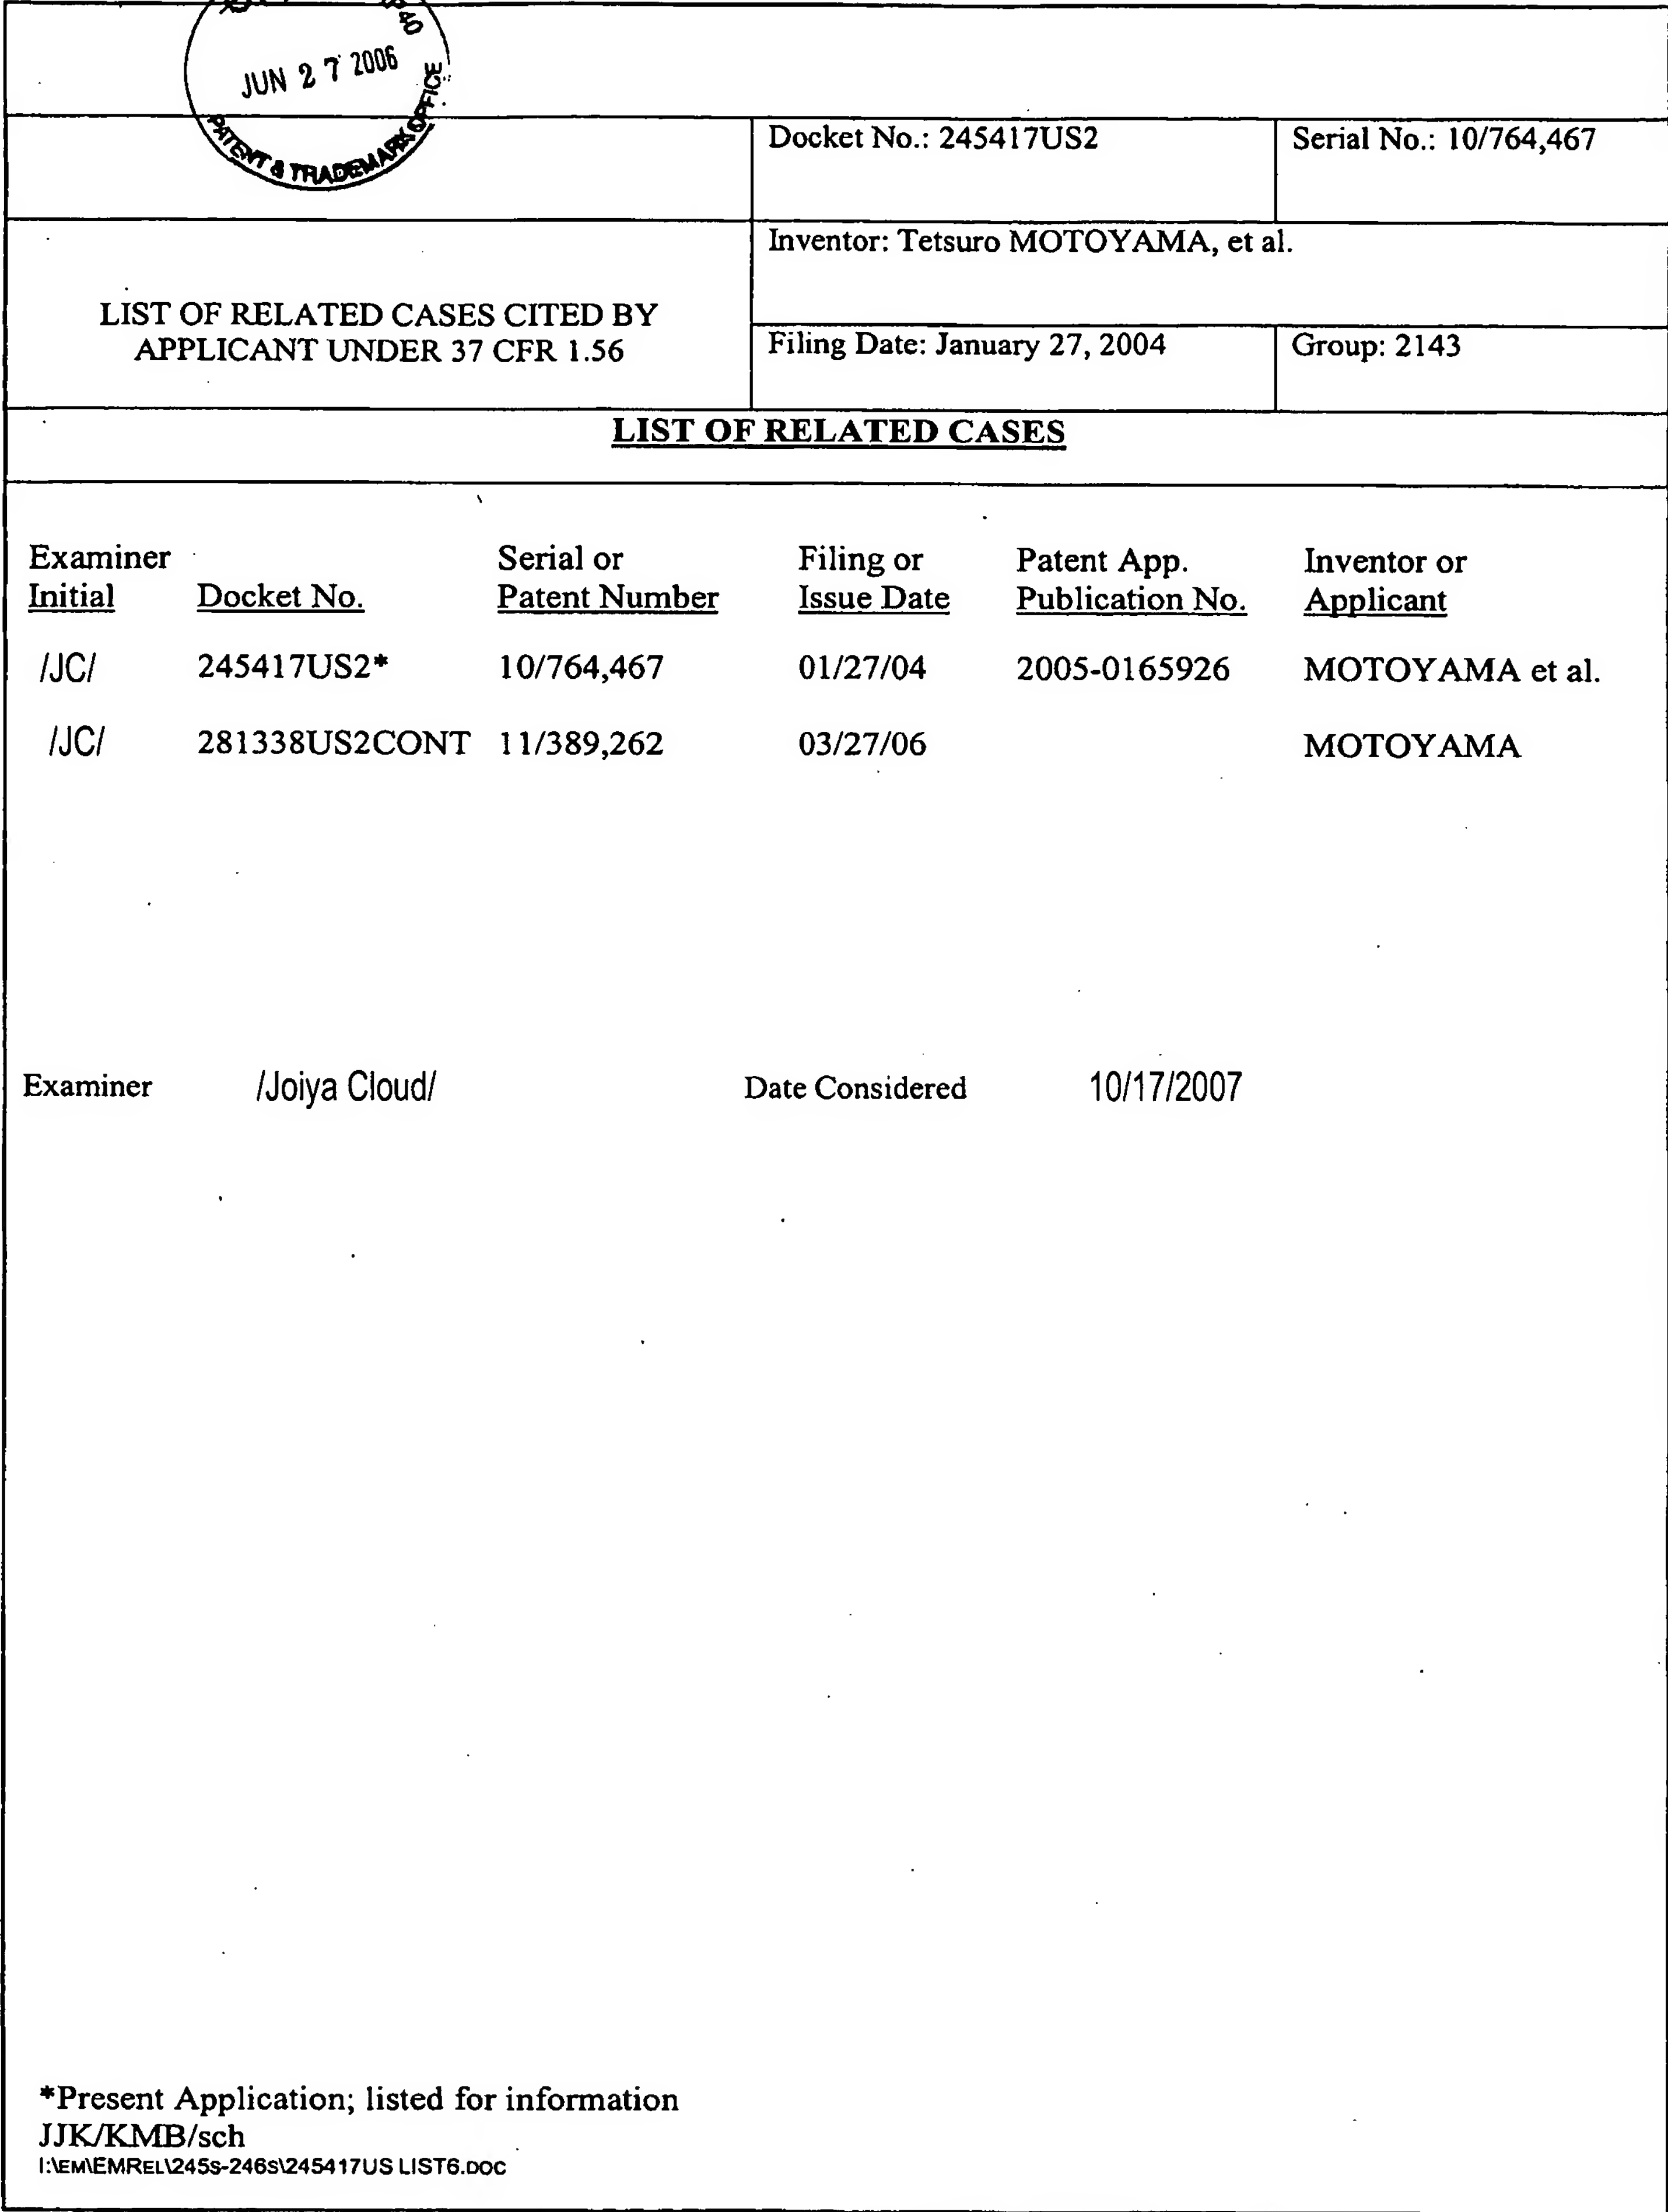 JUN 27 2006
PATENT & TRADEMARK OFFICE
Docket No.: 245417US2
Serial No.: 10/764,467
Inventor: Tetsuro MOTOYAMA, et al.
LIST OF RELATED CASES CITED BY
APPLICANT UNDER 37 CFR 1.56
Filing Date: January 27, 2004
Group: 2143
LIST OF RELATED CASES
Examiner Serial or Filing or Patent App. Inventor or
Initial Docket No. Patent Number Issue Date Publication No. Applicant
/JC/ 245417US2* 10/764,467 01/27/04 2005-0165926 MOTOYAMA et al.
/JC/ 281338US2CONT 11/389,262 03/27/06 MOTOYAMA
Examiner /Joiya Cloud/ Date Considered 10/17/2007
*Present Application; listed for information
JJK/KMB/sch
I:\EM\EMREL\245S-246S\245417US LIST6.DOC